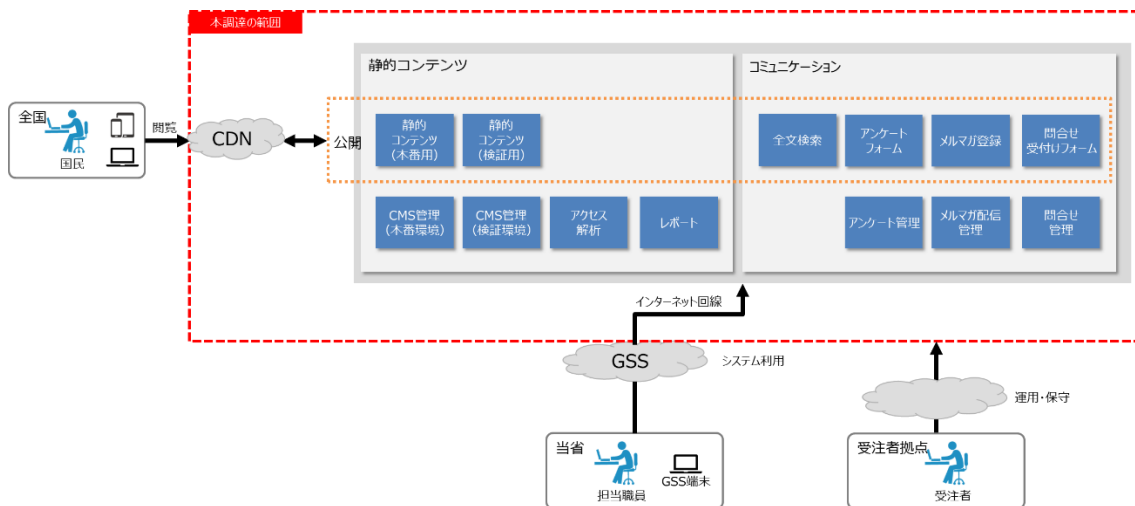 本調達の範囲
静的コンテンツ
コミュニケーション
全国
国民
閲覧
CDN
公開
静的
コンテンツ
(本番用)
静的
コンテンツ
(検証用)
全文検索
アンケート
フォーム
メルマガ登録
問合せ
受付けフォーム
CMS管理
(本番環境)
CMS管理
(検証環境)
アクセス
解析
レポート
アンケート管理
メルマガ配信
管理
問合せ
管理
インターネット回線
GSS
システム利用
運用・保守
当省
担当職員
GSS端末
受注者拠点
受注者